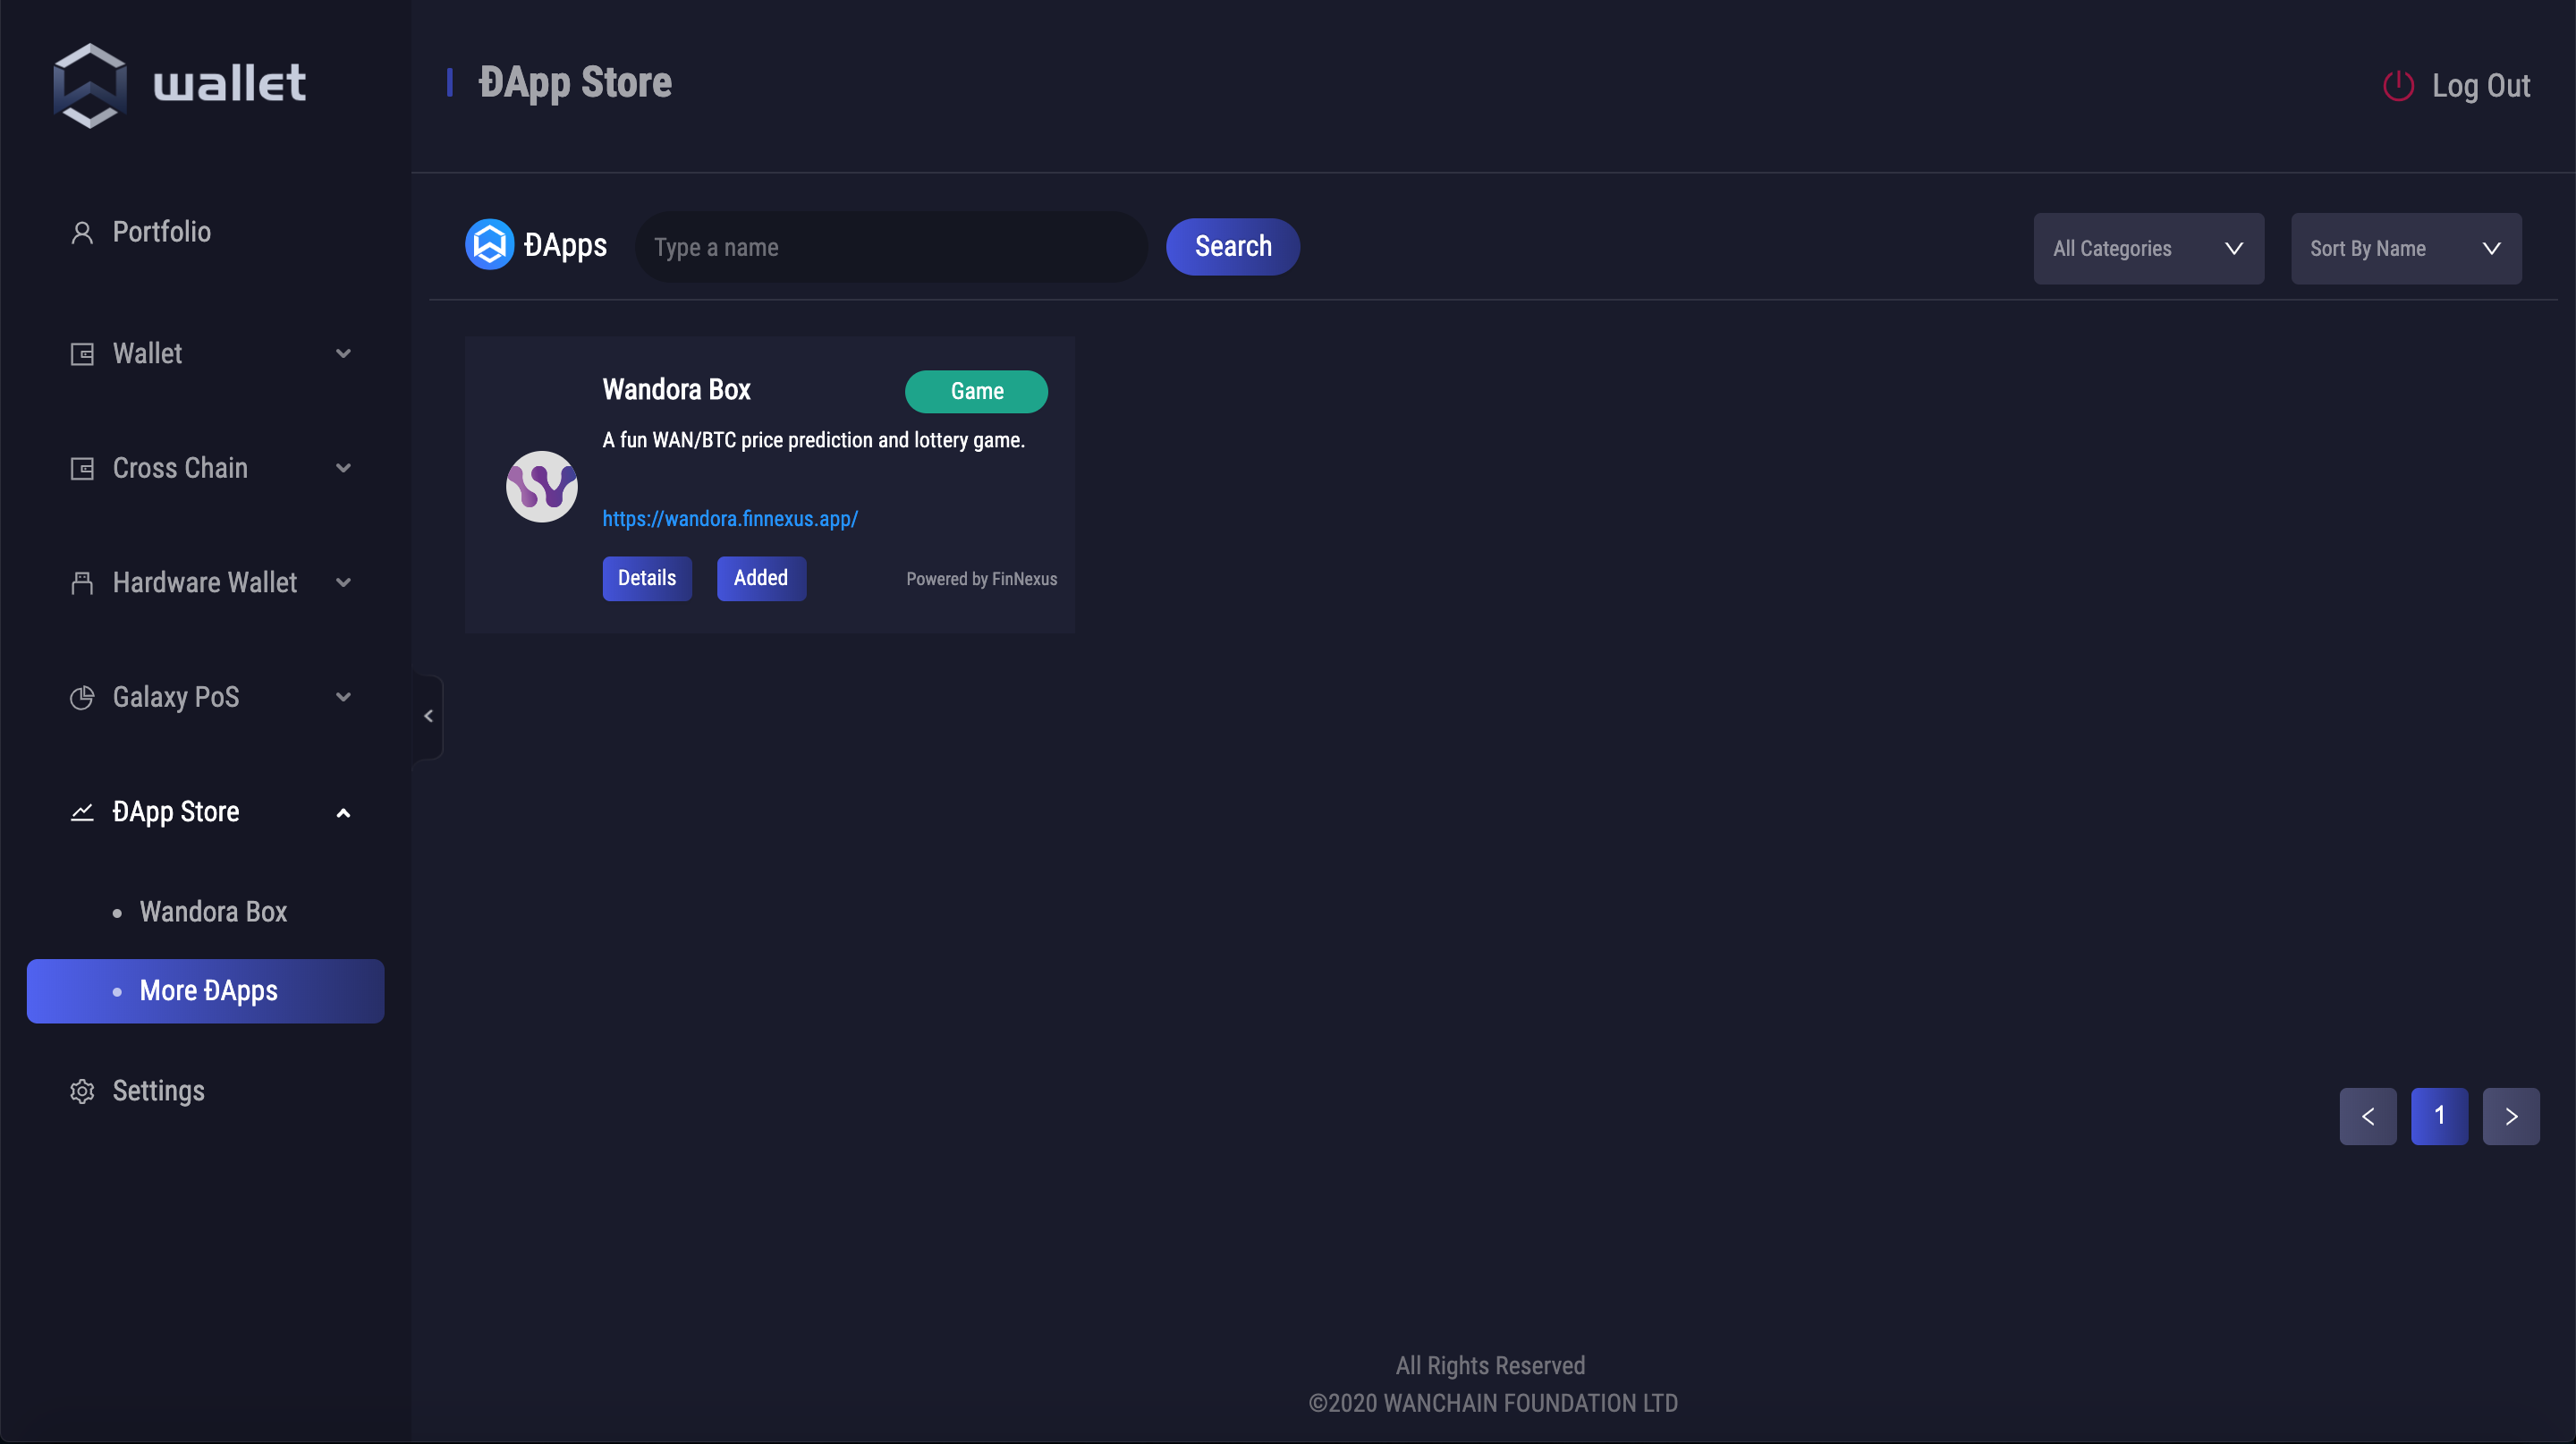 wallet
ĐApp Store
Log Out
Portfolio
Wallet
Cross Chain
Hardware Wallet
Galaxy PoS
ĐApp Store
Wandora Box
More ĐApps
Settings
ĐApps
Type a name
Search
All Categories
Sort By Name
Wandora Box
Game
A fun WAN/BTC price prediction and lottery game.
https://wandora.finnexus.app/
Details
Added
Powered by FinNexus
1
All Rights Reserved
©2020 WANCHAIN FOUNDATION LTD